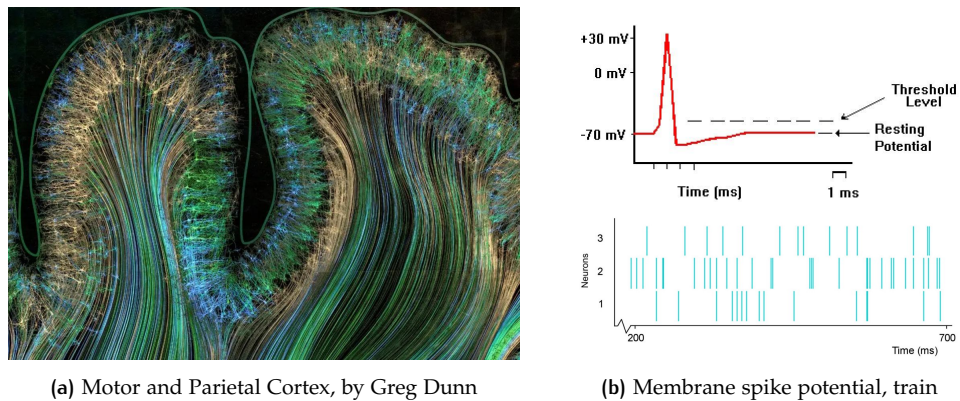 +30 mV
0 mV
-70 mV
Threshold
Level
Resting
Potential
Time (ms)
1 ms
Neurons
3
2
1
200
700
Time (ms)
(a) Motor and Parietal Cortex, by Greg Dunn
(b) Membrane spike potential, train